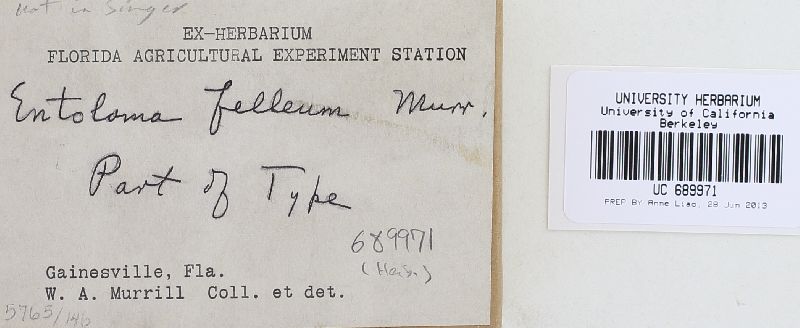 not in Singer
EX-HERBARIUM
FLORIDA AGRICULTURAL EXPERIMENT STATION
Entoloma felleum Murr.
Part of Type
689971
Gainesville, Fla.
W. A. Murrill Coll. et det.
5765/146
UNIVERSITY HERBARIUM
University of California
Berkeley
UC 689971
PREP BY Anne Liao, 28 Jun 2013